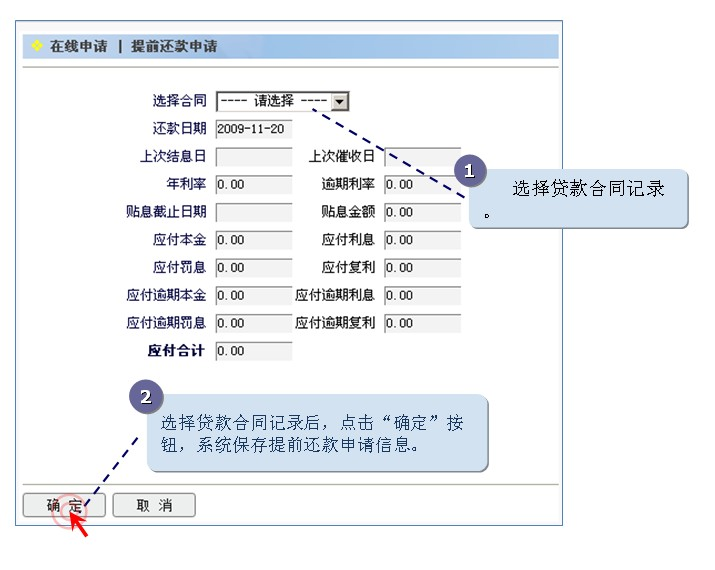 在线申请 | 提前还款申请
选择合同 ---- 请选择 ----
还款日期 2009-11-20
上次结息日 上次催收日
年利率 0.00 逾期利率 0.00
贴息截止日期 贴息金额 0.00
应付本金 0.00 应付利息 0.00
应付罚息 0.00 应付复利 0.00
应付逾期本金 0.00 应付逾期利息 0.00
应付逾期罚息 0.00 应付逾期复利 0.00
应付合计 0.00
1
选择贷款合同记录
。
2
选择贷款合同记录后，点击“确定”按
钮，系统保存提前还款申请信息。
确 定 取 消